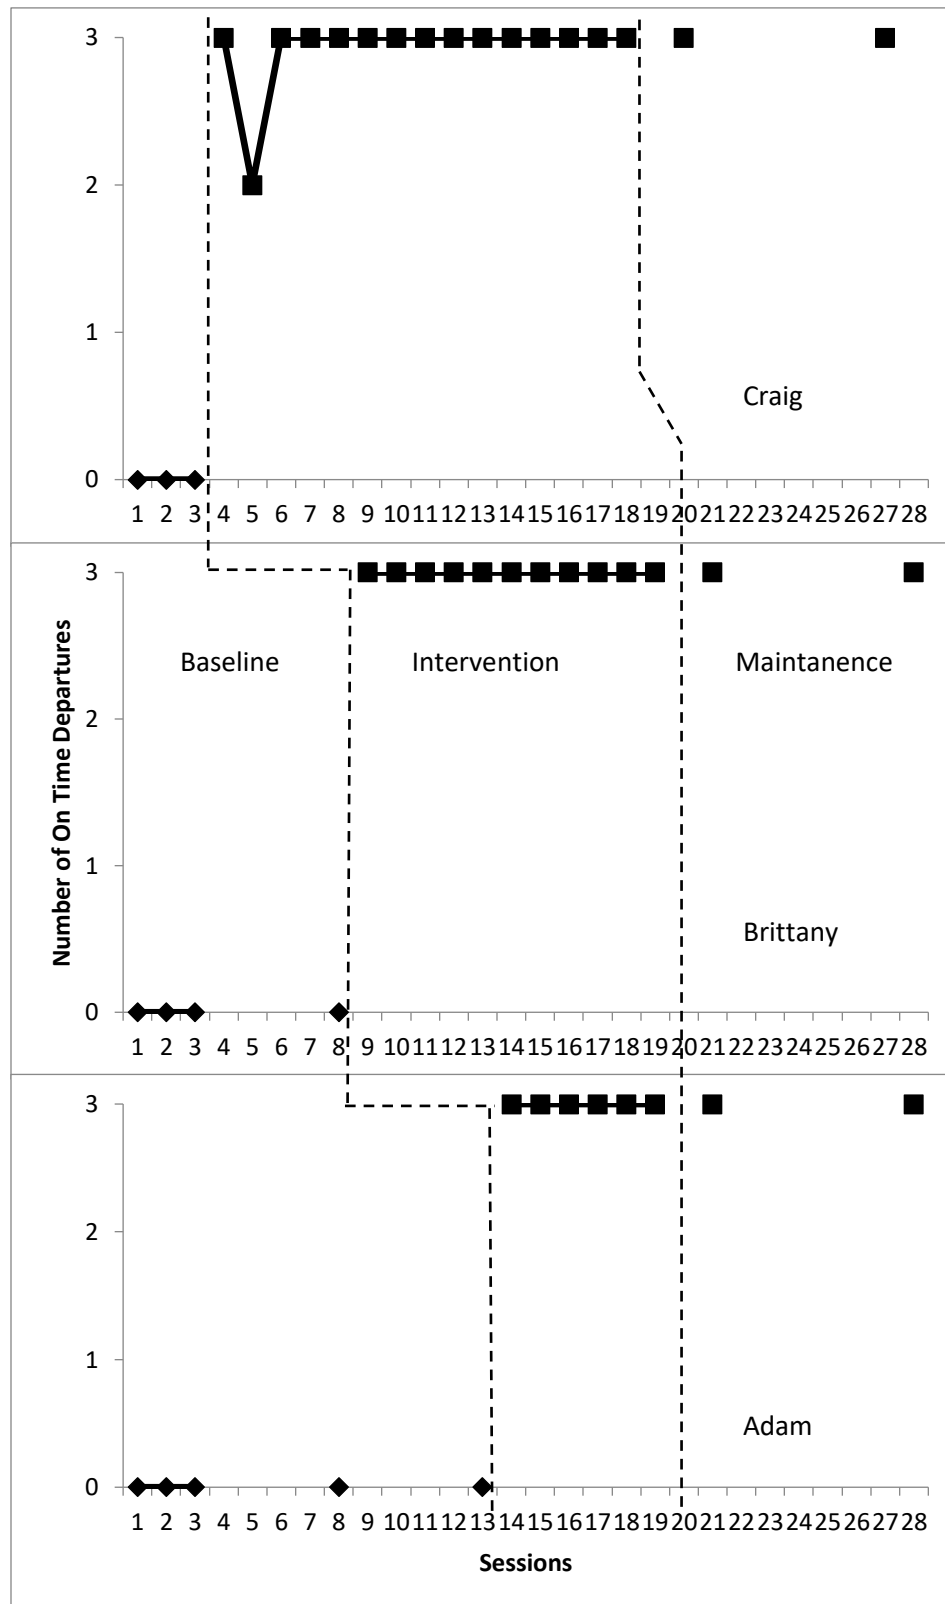 3
2
1
Craig
0
1 2 3 4 5 6 7 8 9 10 11 12 13 14 15 16 17 18 19 20 21 22 23 24 25 26 27 28
Number of On Time Departures
3
Baseline Intervention Maintanence
2
1
Brittany
0
1 2 3 4 5 6 7 8 9 10 11 12 13 14 15 16 17 18 19 20 21 22 23 24 25 26 27 28
3
2
1
Adam
0
1 2 3 4 5 6 7 8 9 10 11 12 13 14 15 16 17 18 19 20 21 22 23 24 25 26 27 28
Sessions